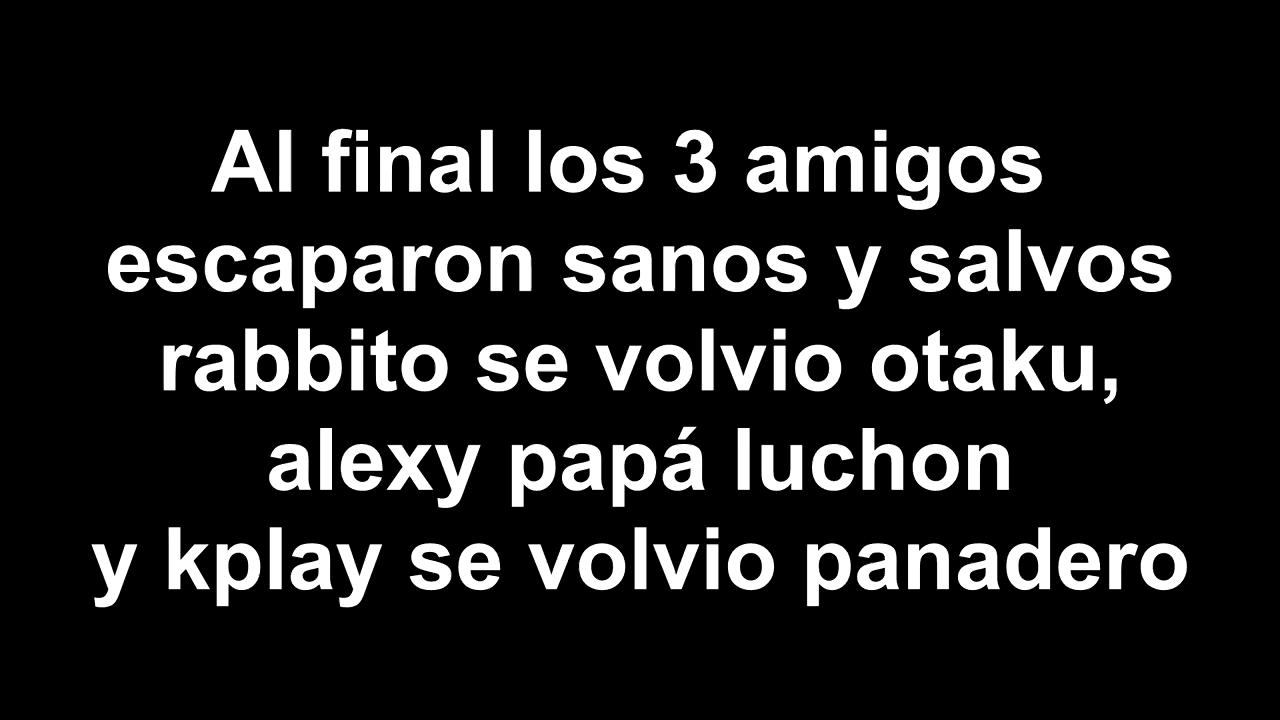 Al final los 3 amigos
escaparon sanos y salvos
rabbito se volvio otaku,
alexy papá luchon
y kplay se volvio panadero